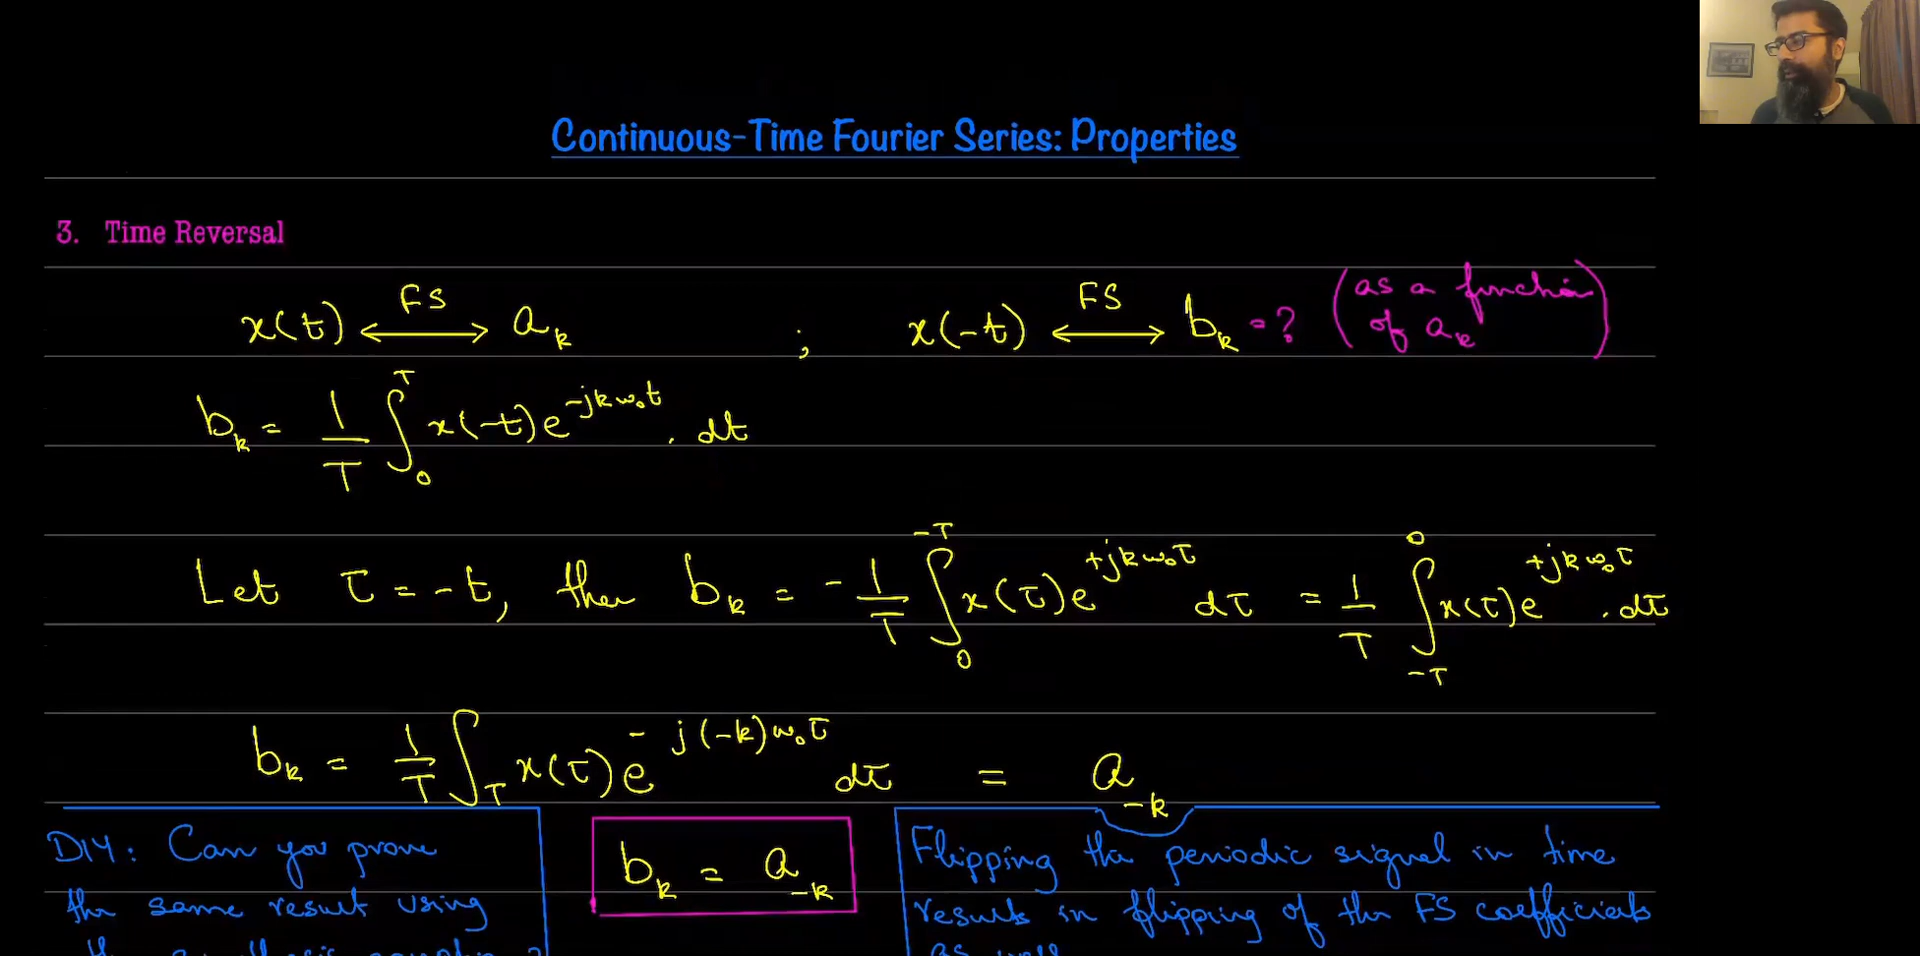 Continuous-Time Fourier Series: Properties
3. Time Reversal
x(t) <--FS--> a_k ; x(-t) <--FS--> b_k = ? (as a function of a_k)
b_k = 1/T ∫_0^T x(-t) e^{-jkω₀t} . dt
Let τ = -t, then b_k = -1/T ∫_0^{-T} x(τ) e^{+jkω₀τ} dτ = 1/T ∫_{-T}^0 x(τ) e^{+jkω₀τ} . dτ
b_k = 1/T ∫_T x(τ) e^{-j(-k)ω₀τ} dτ = a_{-k}
DIY: Can you prove
the same result using
b_k = a_{-k}
Flipping the periodic signal in time
results in flipping of the FS coefficients
as well